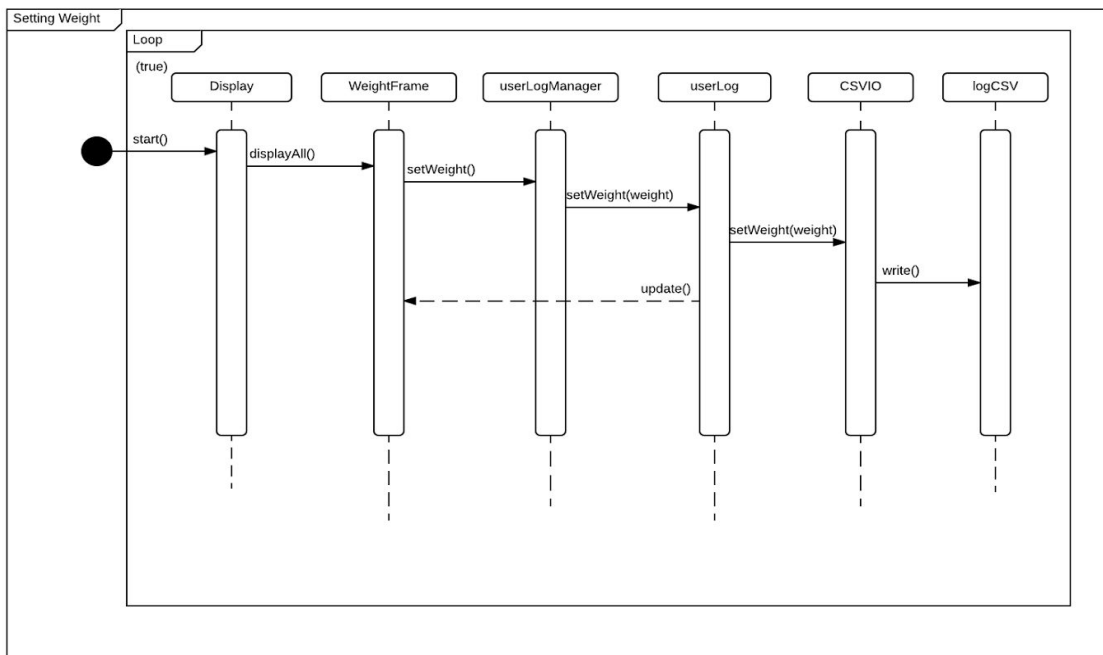 Setting Weight
Loop
(true)
Display
WeightFrame
userLogManager
userLog
CSVIO
logCSV
start()
displayAll()
setWeight()
setWeight(weight)
setWeight(weight)
write()
update()